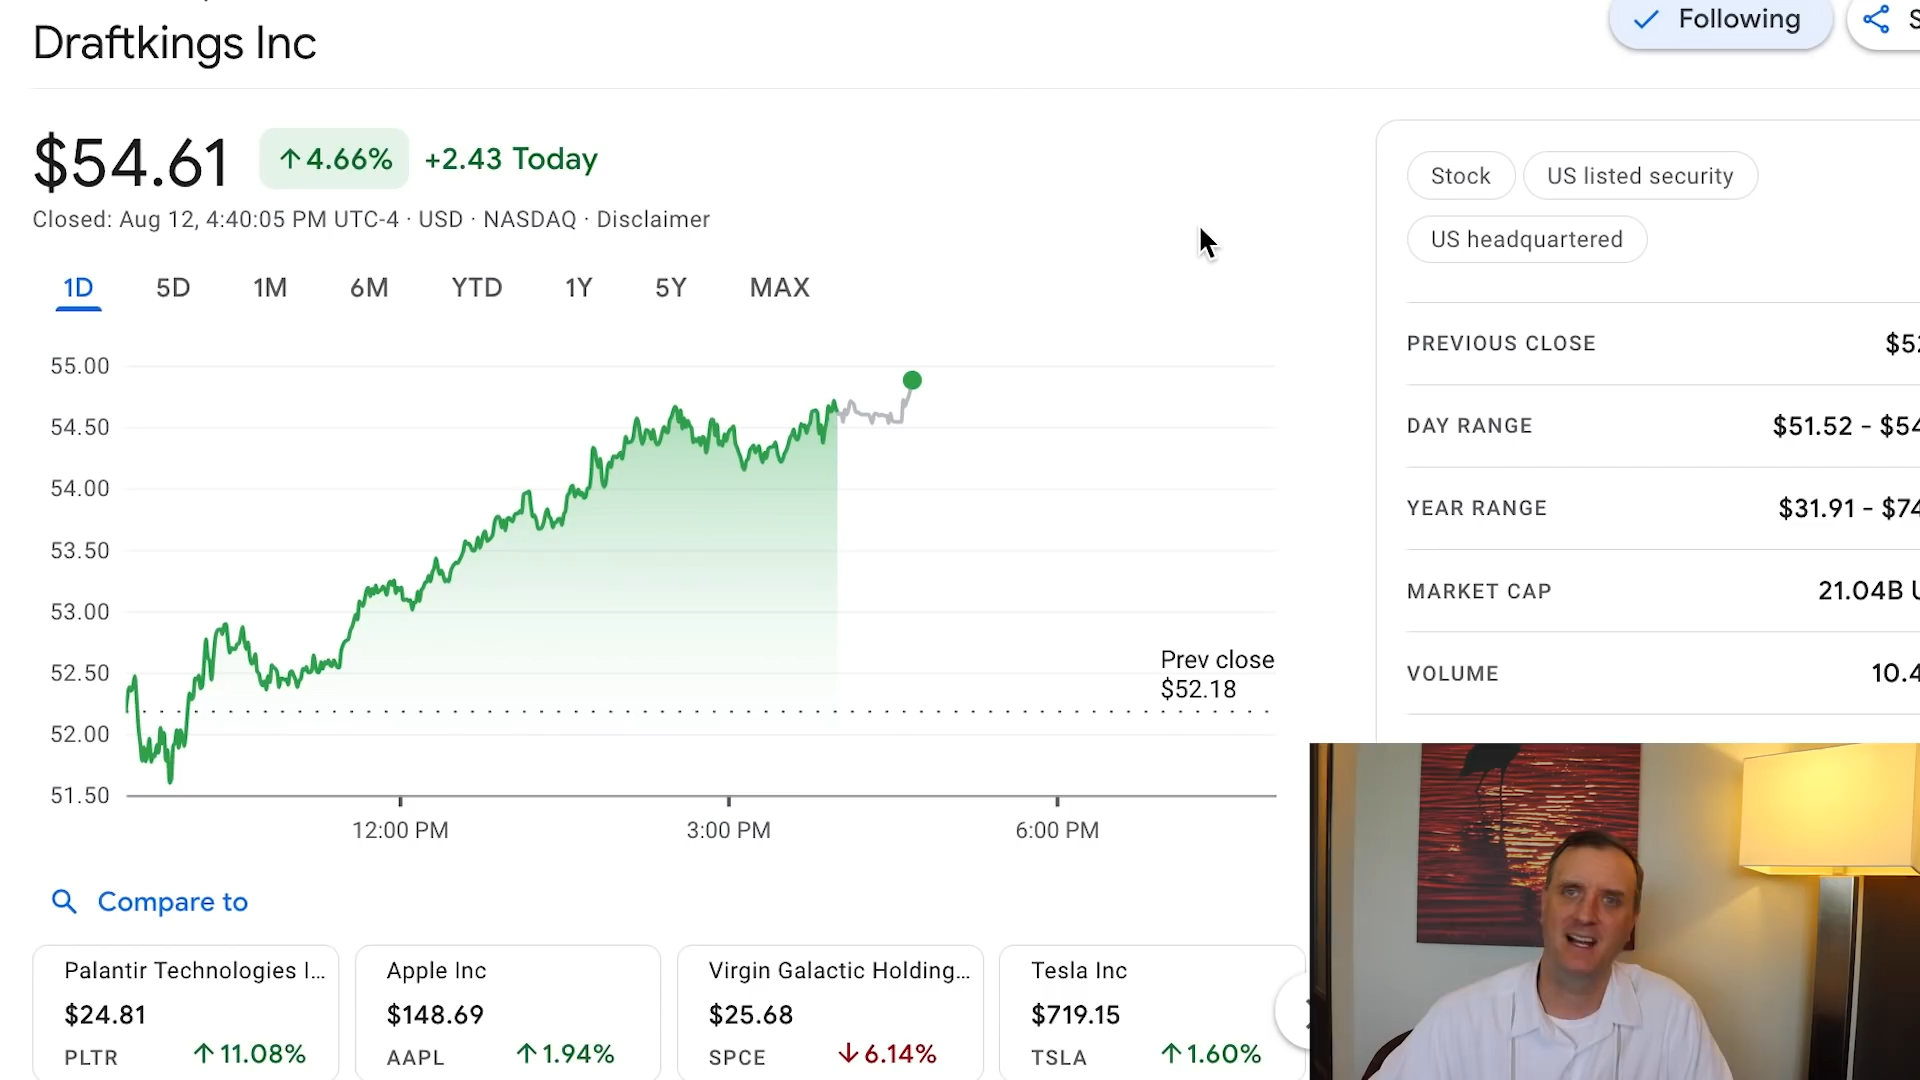 Draftkings Inc
Following
S
$54.61
↑4.66%
+2.43 Today
Closed: Aug 12, 4:40:05 PM UTC-4 · USD · NASDAQ · Disclaimer
1D 5D 1M 6M YTD 1Y 5Y MAX
55.00
54.50
54.00
53.50
53.00
52.50
52.00
51.50
Prev close
$52.18
12:00 PM 3:00 PM 6:00 PM
Stock
US listed security
US headquartered
PREVIOUS CLOSE $52
DAY RANGE $51.52 - $54
YEAR RANGE $31.91 - $74
MARKET CAP 21.04B U
VOLUME 10.4
Compare to
Palantir Technologies I...
$24.81
PLTR ↑11.08%
Apple Inc
$148.69
AAPL ↑1.94%
Virgin Galactic Holding...
$25.68
SPCE ↓6.14%
Tesla Inc
$719.15
TSLA ↑1.60%